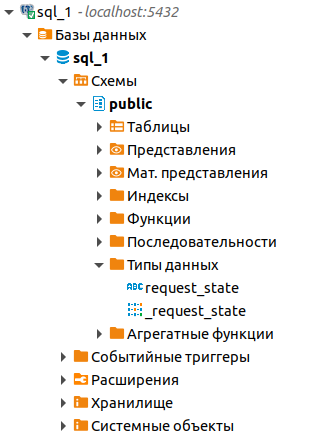 sql_1 - localhost:5432
Базы данных
sql_1
Схемы
public
Таблицы
Представления
Мат. представления
Индексы
Функции
Последовательности
Типы данных
ABC request_state
_request_state
Агрегатные функции
Событийные триггеры
Расширения
Хранилище
Системные объекты